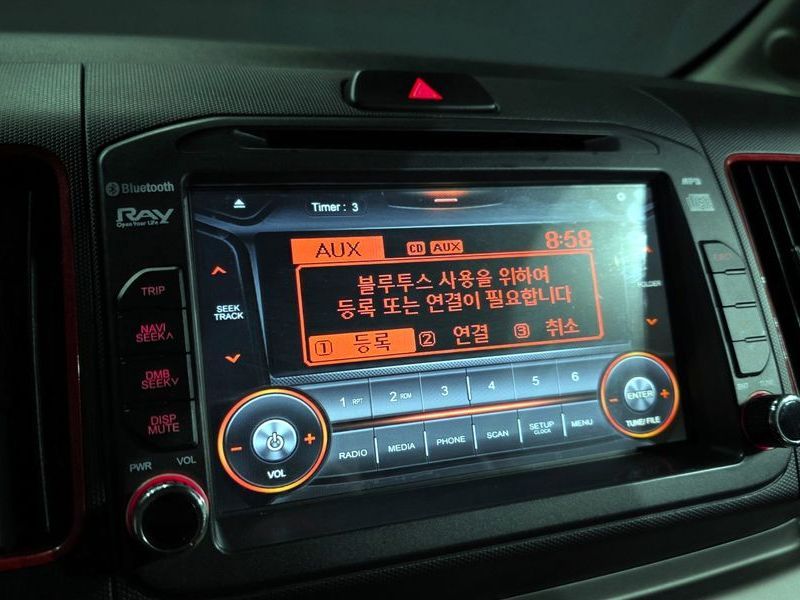 Bluetooth
RAY
Open Your Life
TRIP
NAVI
SEEK∧
DMB
SEEK∨
DISP
MUTE
PWR VOL
Timer : 3
AUX CD AUX 8:58
블루투스 사용을 위하여
등록 또는 연결이 필요합니다
① 등록 ② 연결 ③ 취소
SEEK
TRACK
FOLDER
1 RPT 2 RDM 3 4 5 6
RADIO MEDIA PHONE SCAN SETUP MENU
CLOCK
- +
VOL
- ENTER +
TUNE/ FILE
MP3